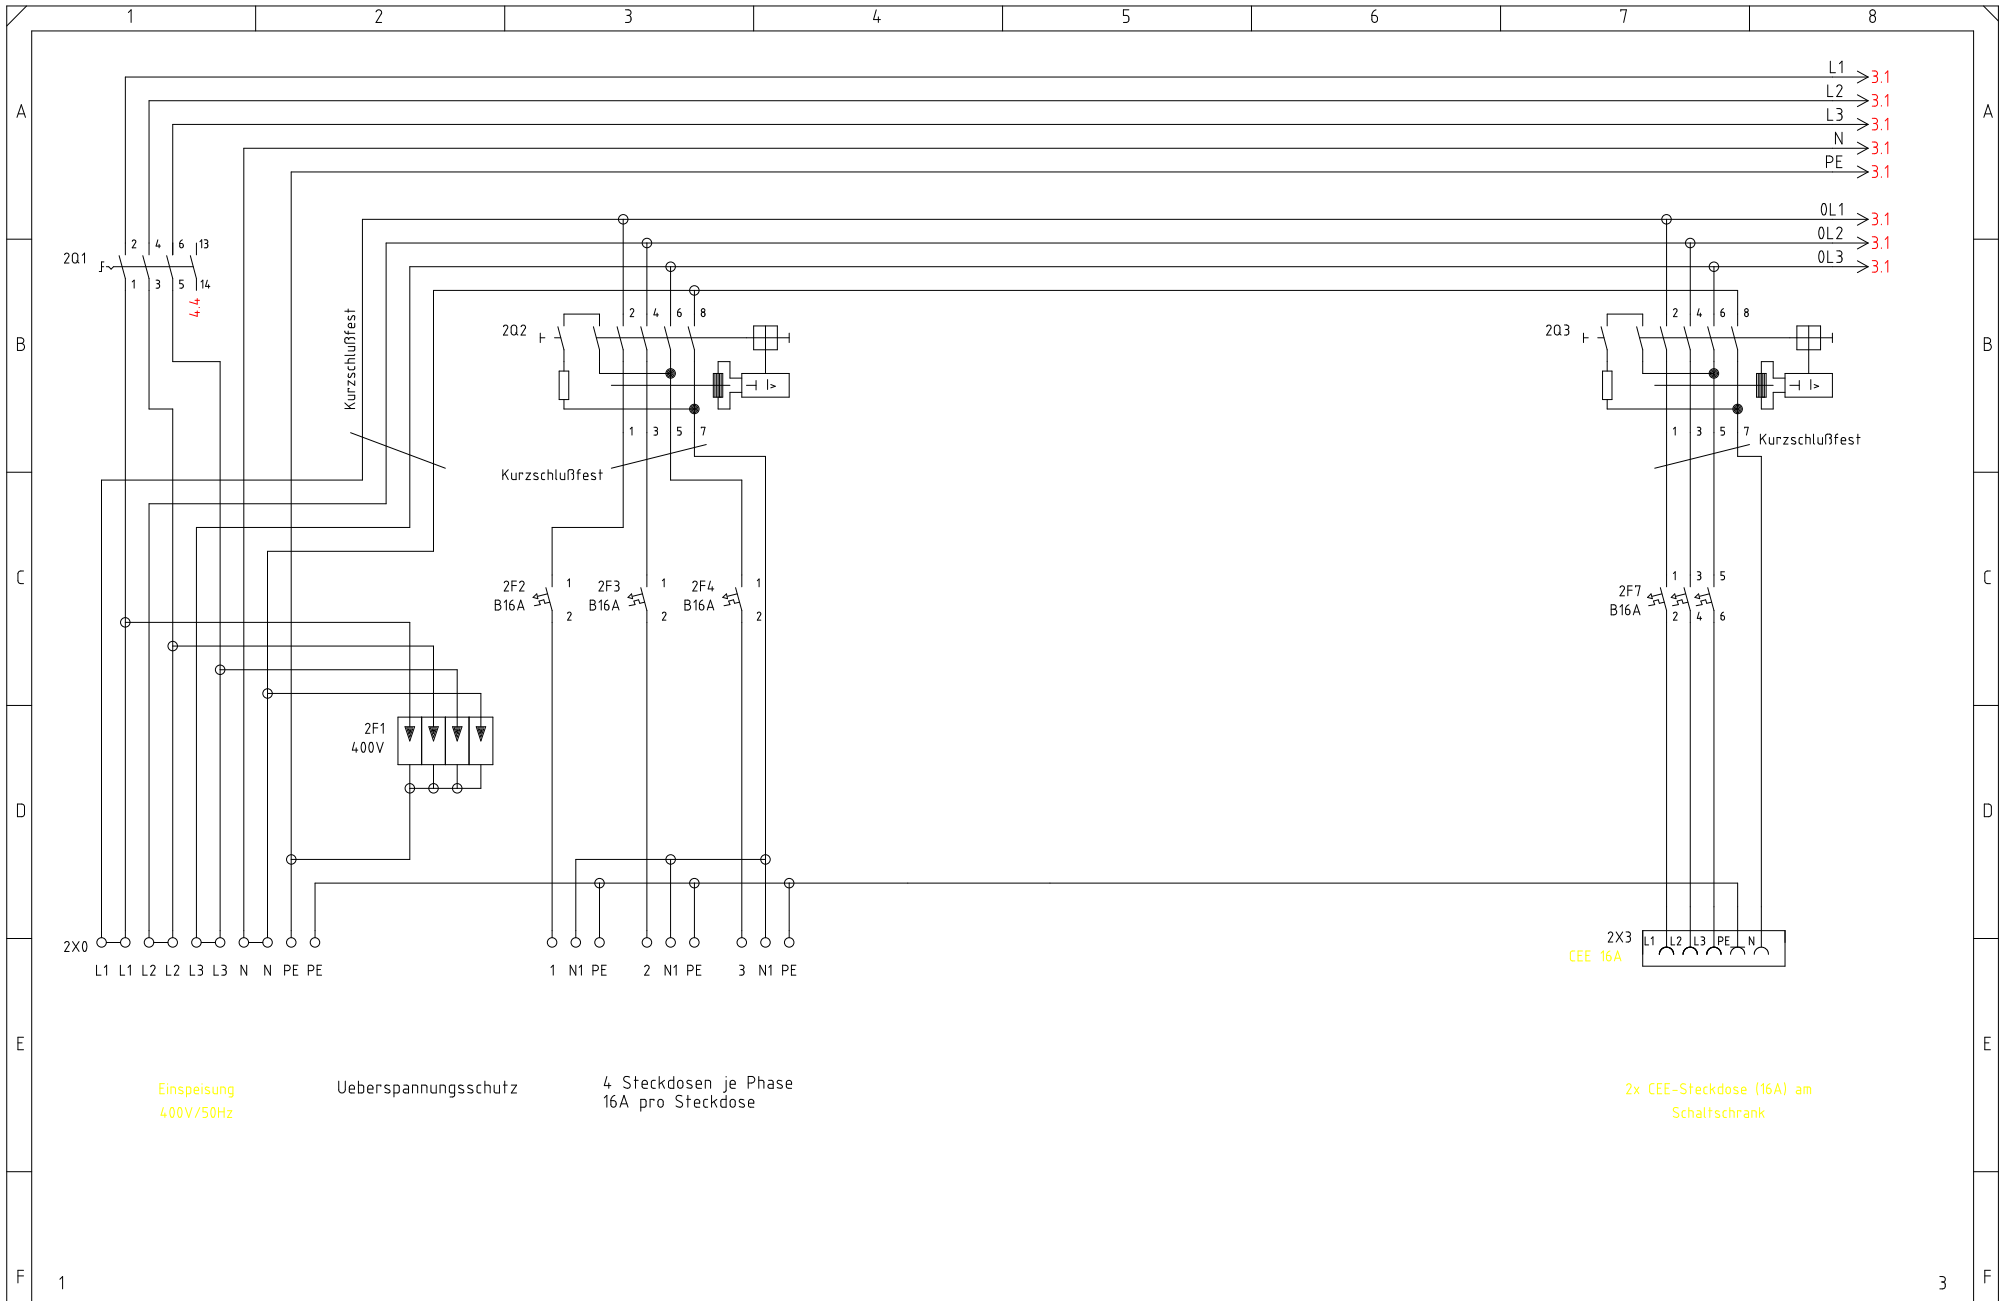 1 2 3 4 5 6 7 8
L1 3.1
L2 3.1
A A
L3 3.1
N 3.1
PE 3.1
0L1 3.1
0L2 3.1
0L3 3.1
2Q1
2 4 6 13
1 3 5 14
4.4
Kurzschlußfest
2Q2
2 4 6 8
I>
1 3 5 7
Kurzschlußfest
2Q3
2 4 6 8
I>
1 3 5 7
Kurzschlußfest
B B
C C
2F2 1
B16A 2
2F3 1
B16A 2
2F4 1
B16A 2
2F7 1 3 5
B16A 2 4 6
2F1
400V
D D
2X0
L1 L1 L2 L2 L3 L3 N N PE PE
1 N1 PE 2 N1 PE 3 N1 PE
2X3 L1 L2 L3 PE N
CEE 16A
E E
Einspeisung
400V/50Hz
Ueberspannungsschutz
4 Steckdosen je Phase
16A pro Steckdose
2x CEE-Steckdose (16A) am
Schaltschrank
F 1 3 F